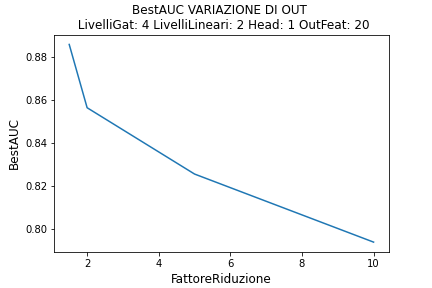 BestAUC VARIAZIONE DI OUT
LivelliGat: 4 LivelliLineari: 2 Head: 1 OutFeat: 20
BestAUC
0.88
0.86
0.84
0.82
0.80
2
4
6
8
10
FattoreRiduzione